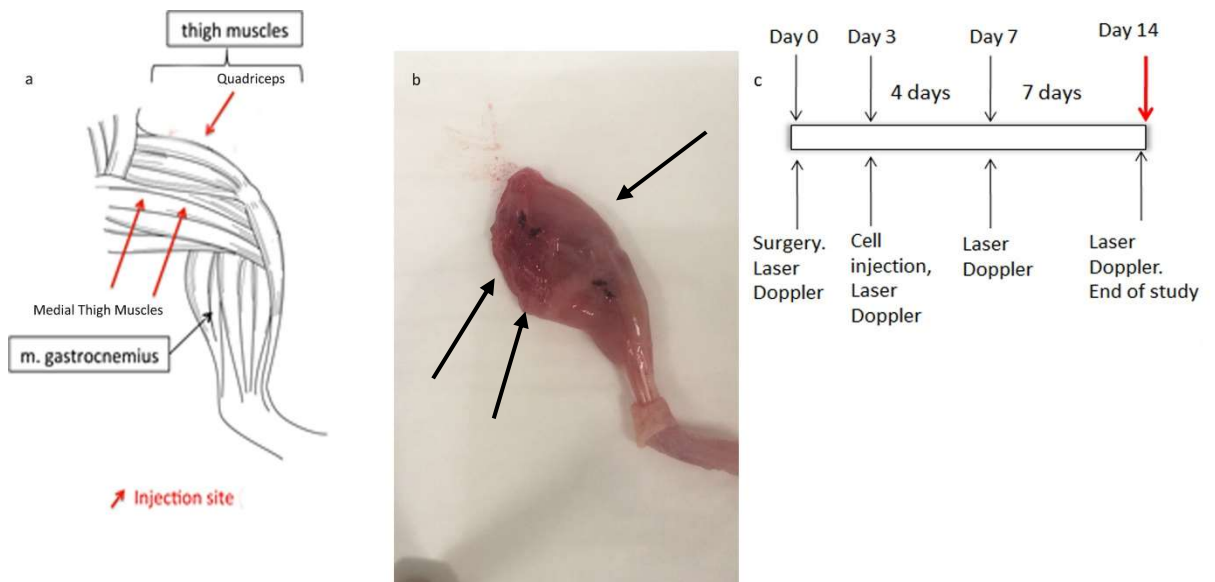 a
thigh muscles
Quadriceps
Medial Thigh Muscles
m. gastrocnemius
Injection site
b
c
Day 0
Day 3
Day 7
Day 14
4 days
7 days
Surgery.
Laser
Doppler
Cell
injection,
Laser
Doppler
Laser
Doppler
Laser
Doppler.
End of study